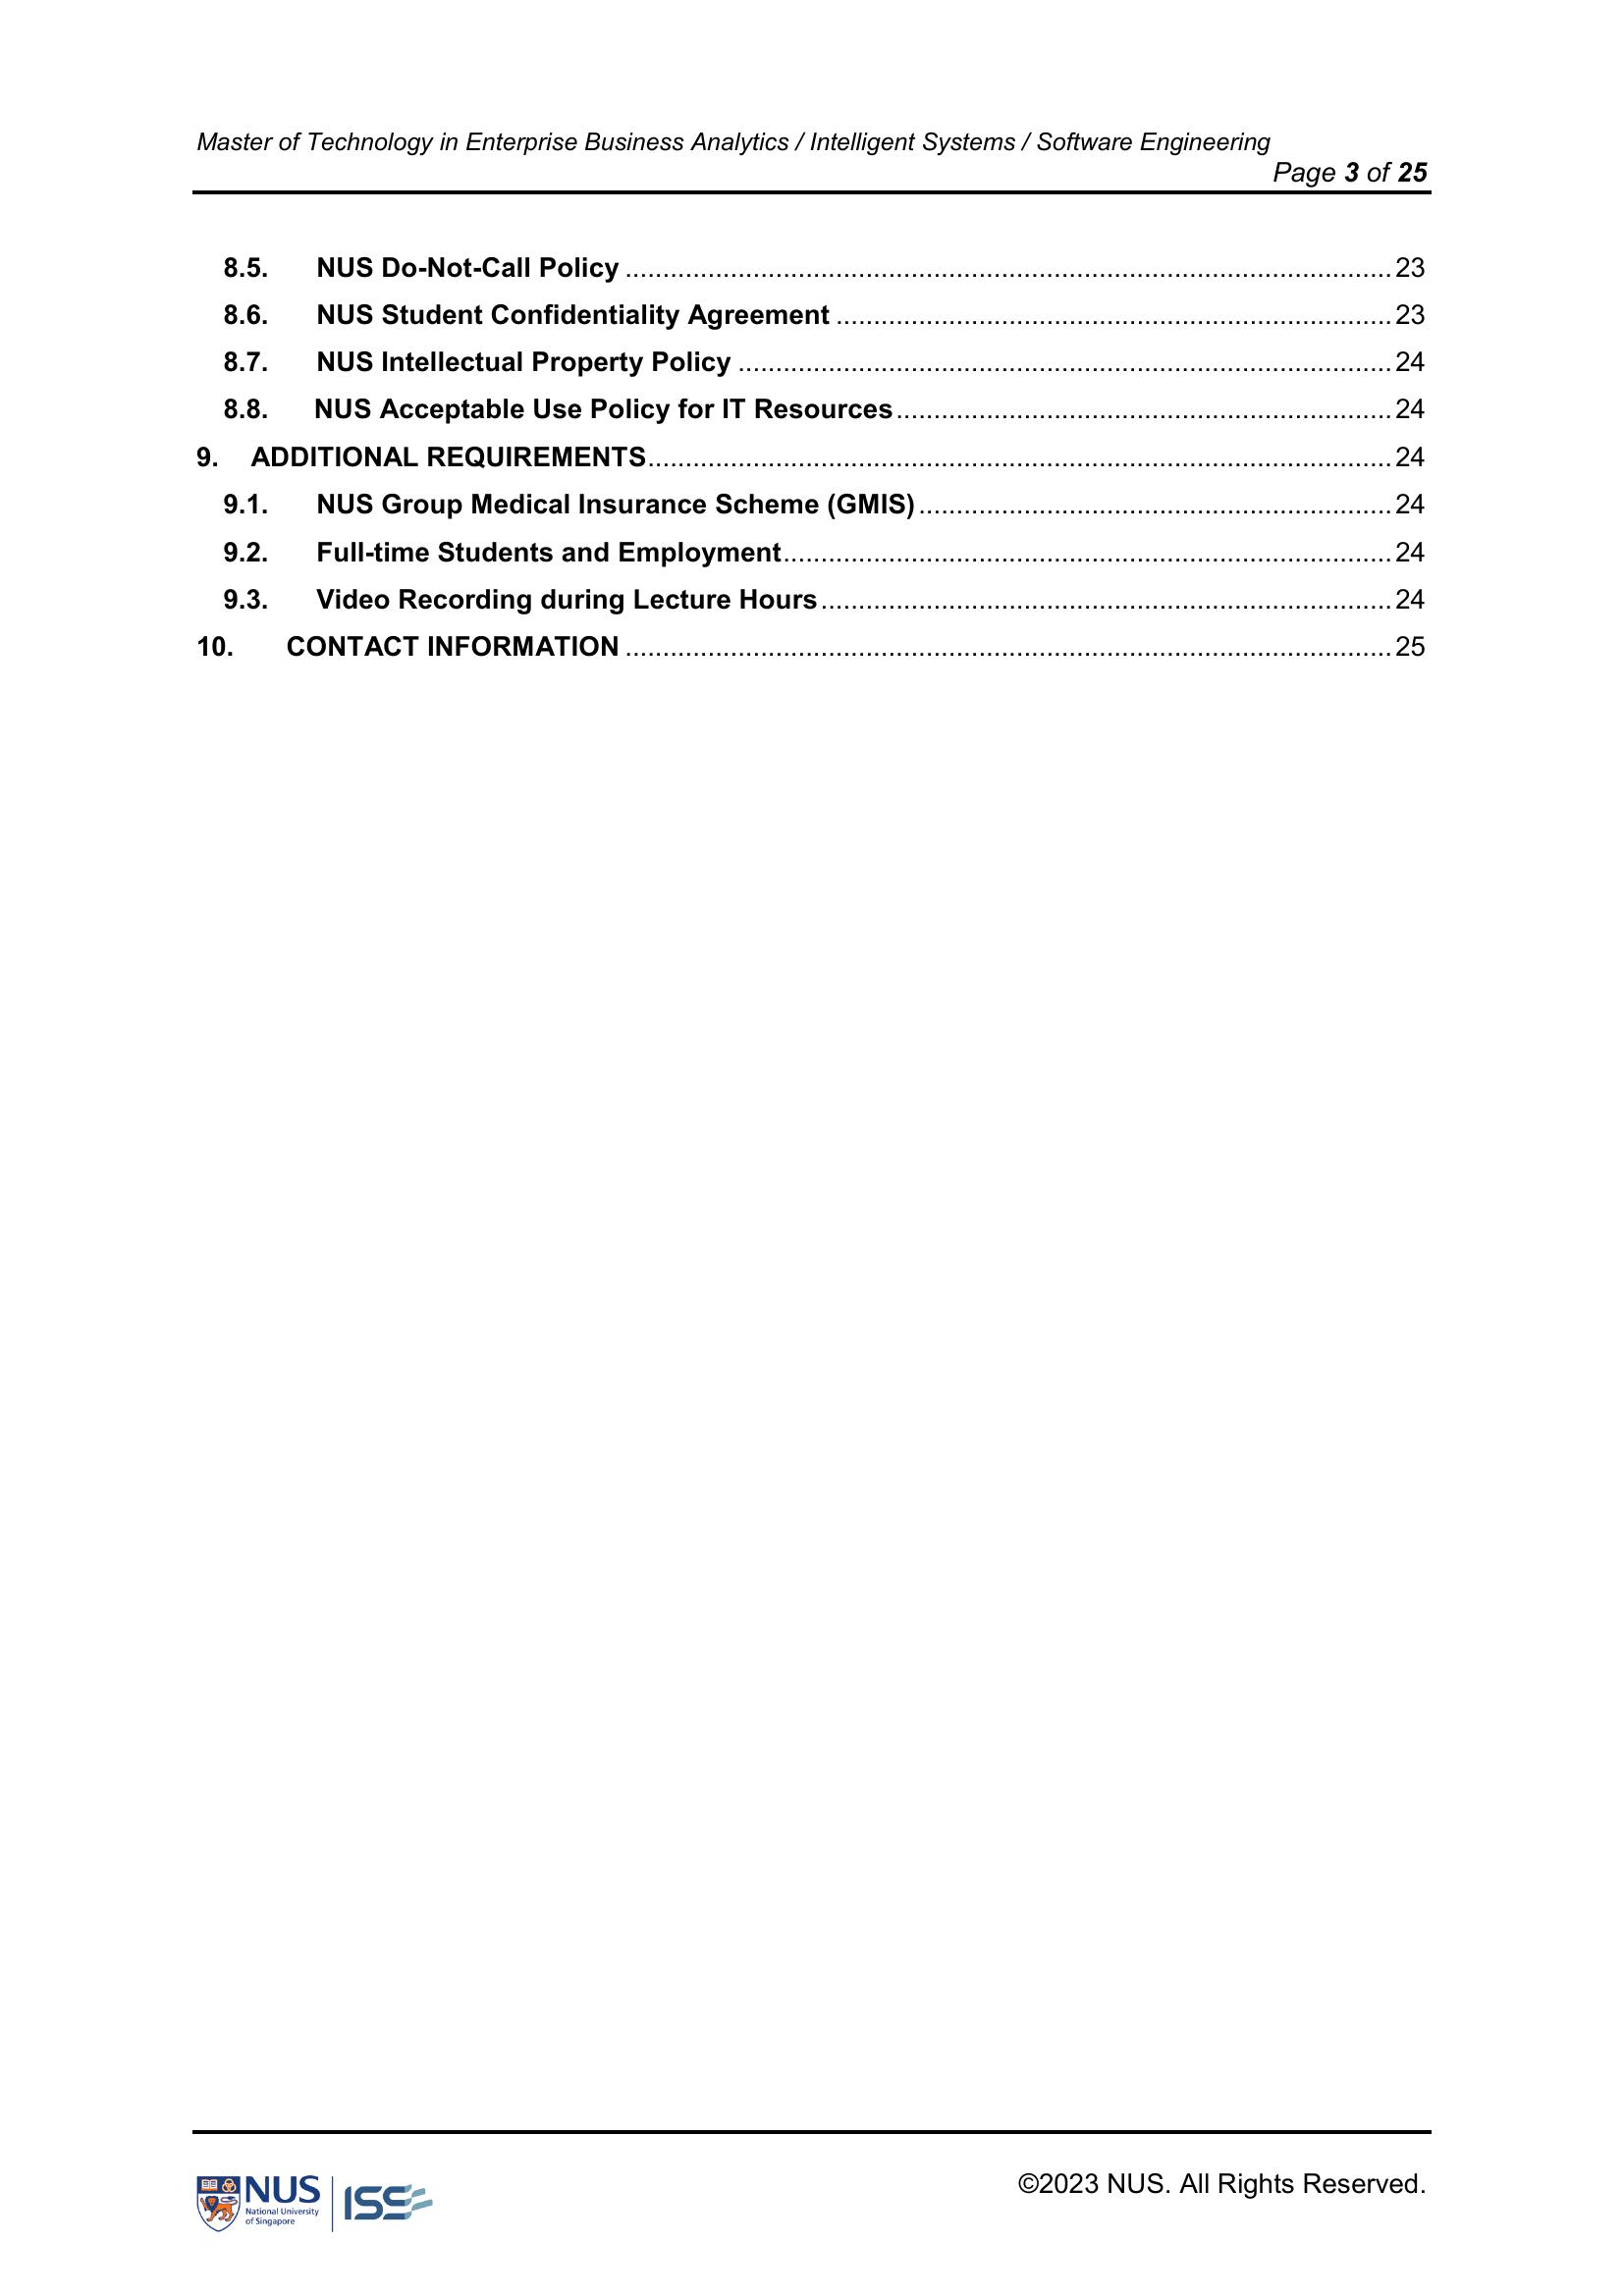 Master of Technology in Enterprise Business Analytics / Intelligent Systems / Software Engineering
Page 3 of 25
8.5. NUS Do-Not-Call Policy ........................................ 23
8.6. NUS Student Confidentiality Agreement ........................................ 23
8.7. NUS Intellectual Property Policy ........................................ 24
8.8. NUS Acceptable Use Policy for IT Resources ........................................ 24
9. ADDITIONAL REQUIREMENTS ........................................ 24
9.1. NUS Group Medical Insurance Scheme (GMIS) ........................................ 24
9.2. Full-time Students and Employment ........................................ 24
9.3. Video Recording during Lecture Hours ........................................ 24
10. CONTACT INFORMATION ........................................ 25
©2023 NUS. All Rights Reserved.
NUS
National University
of Singapore
ISS